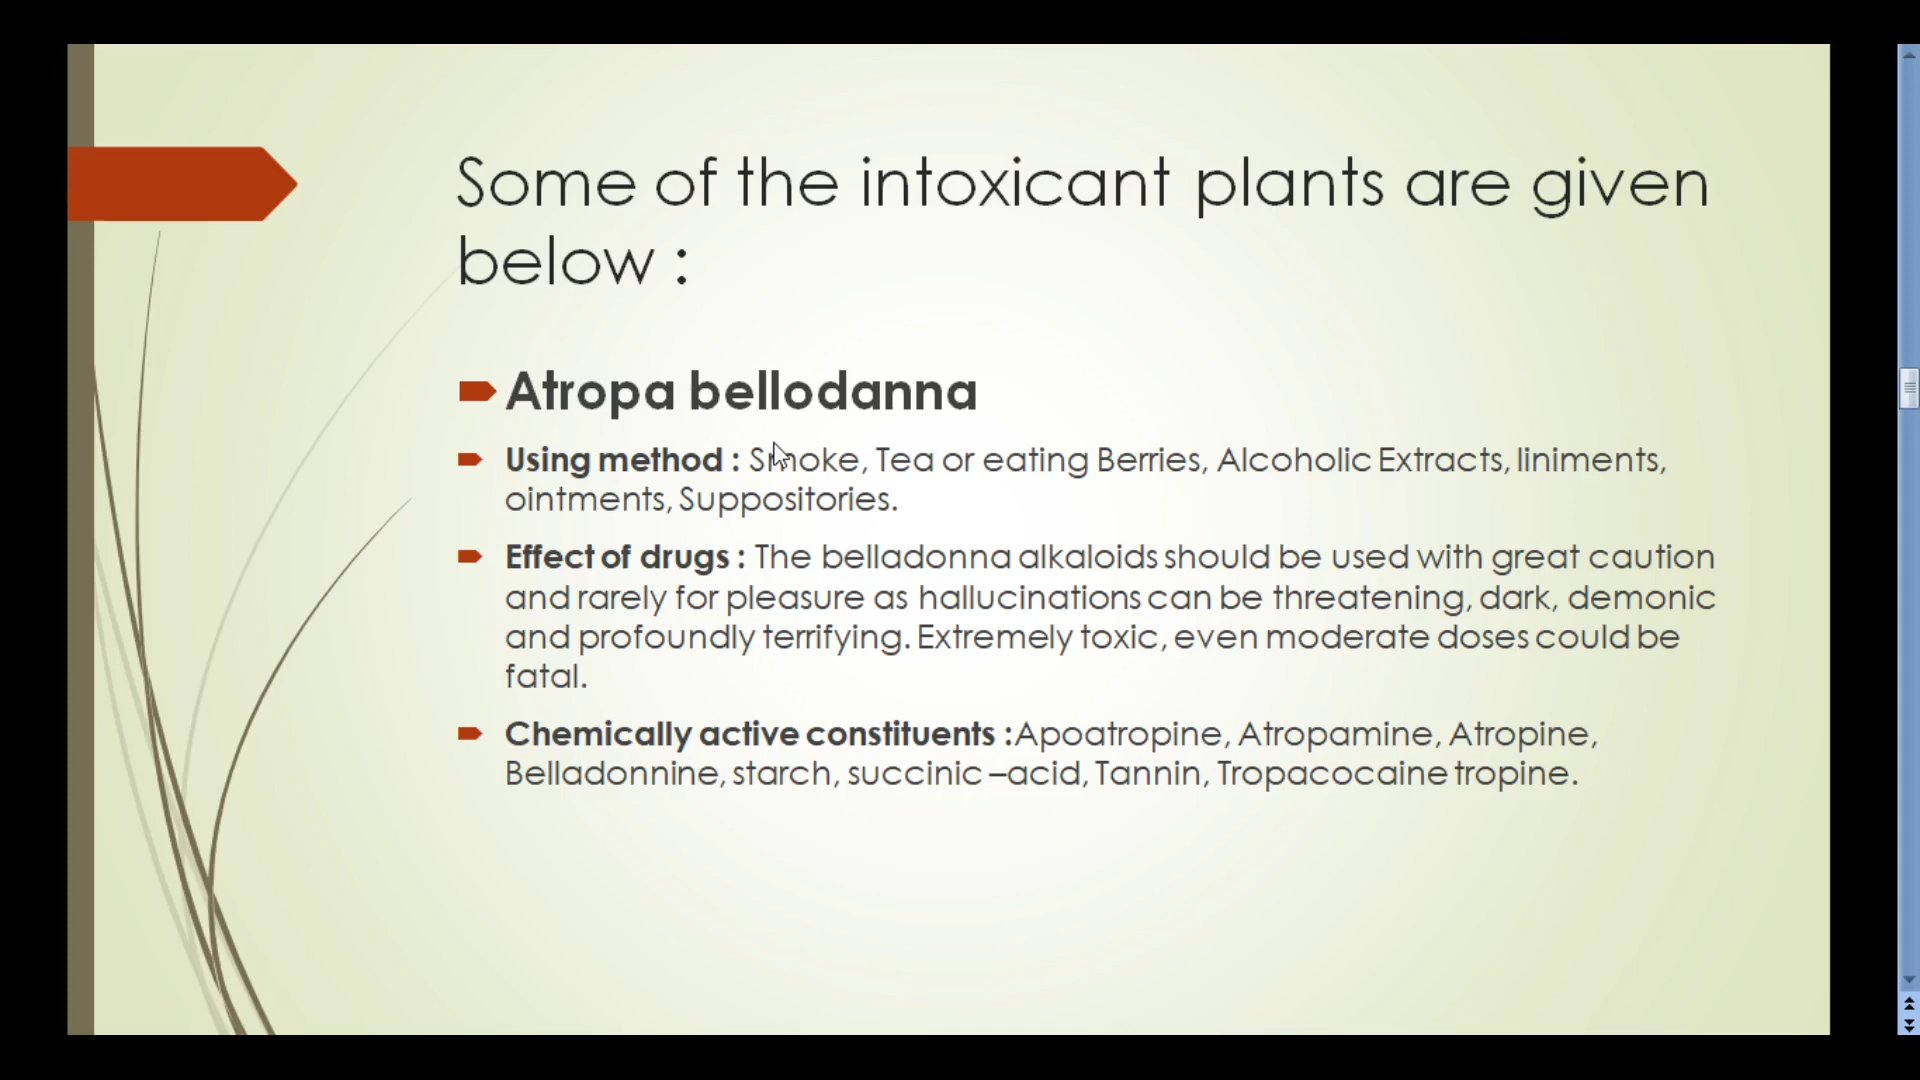 Some of the intoxicant plants are given
below :
Atropa bellodanna
Using method : Smoke, Tea or eating Berries, Alcoholic Extracts, liniments,
ointments, Suppositories.
Effect of drugs : The belladonna alkaloids should be used with great caution
and rarely for pleasure as hallucinations can be threatening, dark, demonic
and profoundly terrifying. Extremely toxic, even moderate doses could be
fatal.
Chemically active constituents :Apoatropine, Atropamine, Atropine,
Belladonnine, starch, succinic –acid, Tannin, Tropacocaine tropine.